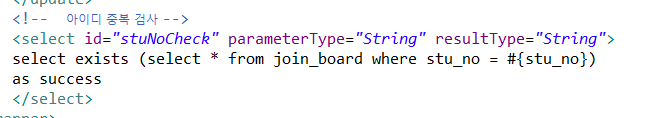 </update>
<!--  아이디 중복 검사 -->
<select id="stuNoCheck" parameterType="String" resultType="String">
select exists (select * from join_board where stu_no = #{stu_no})
as success
</select>